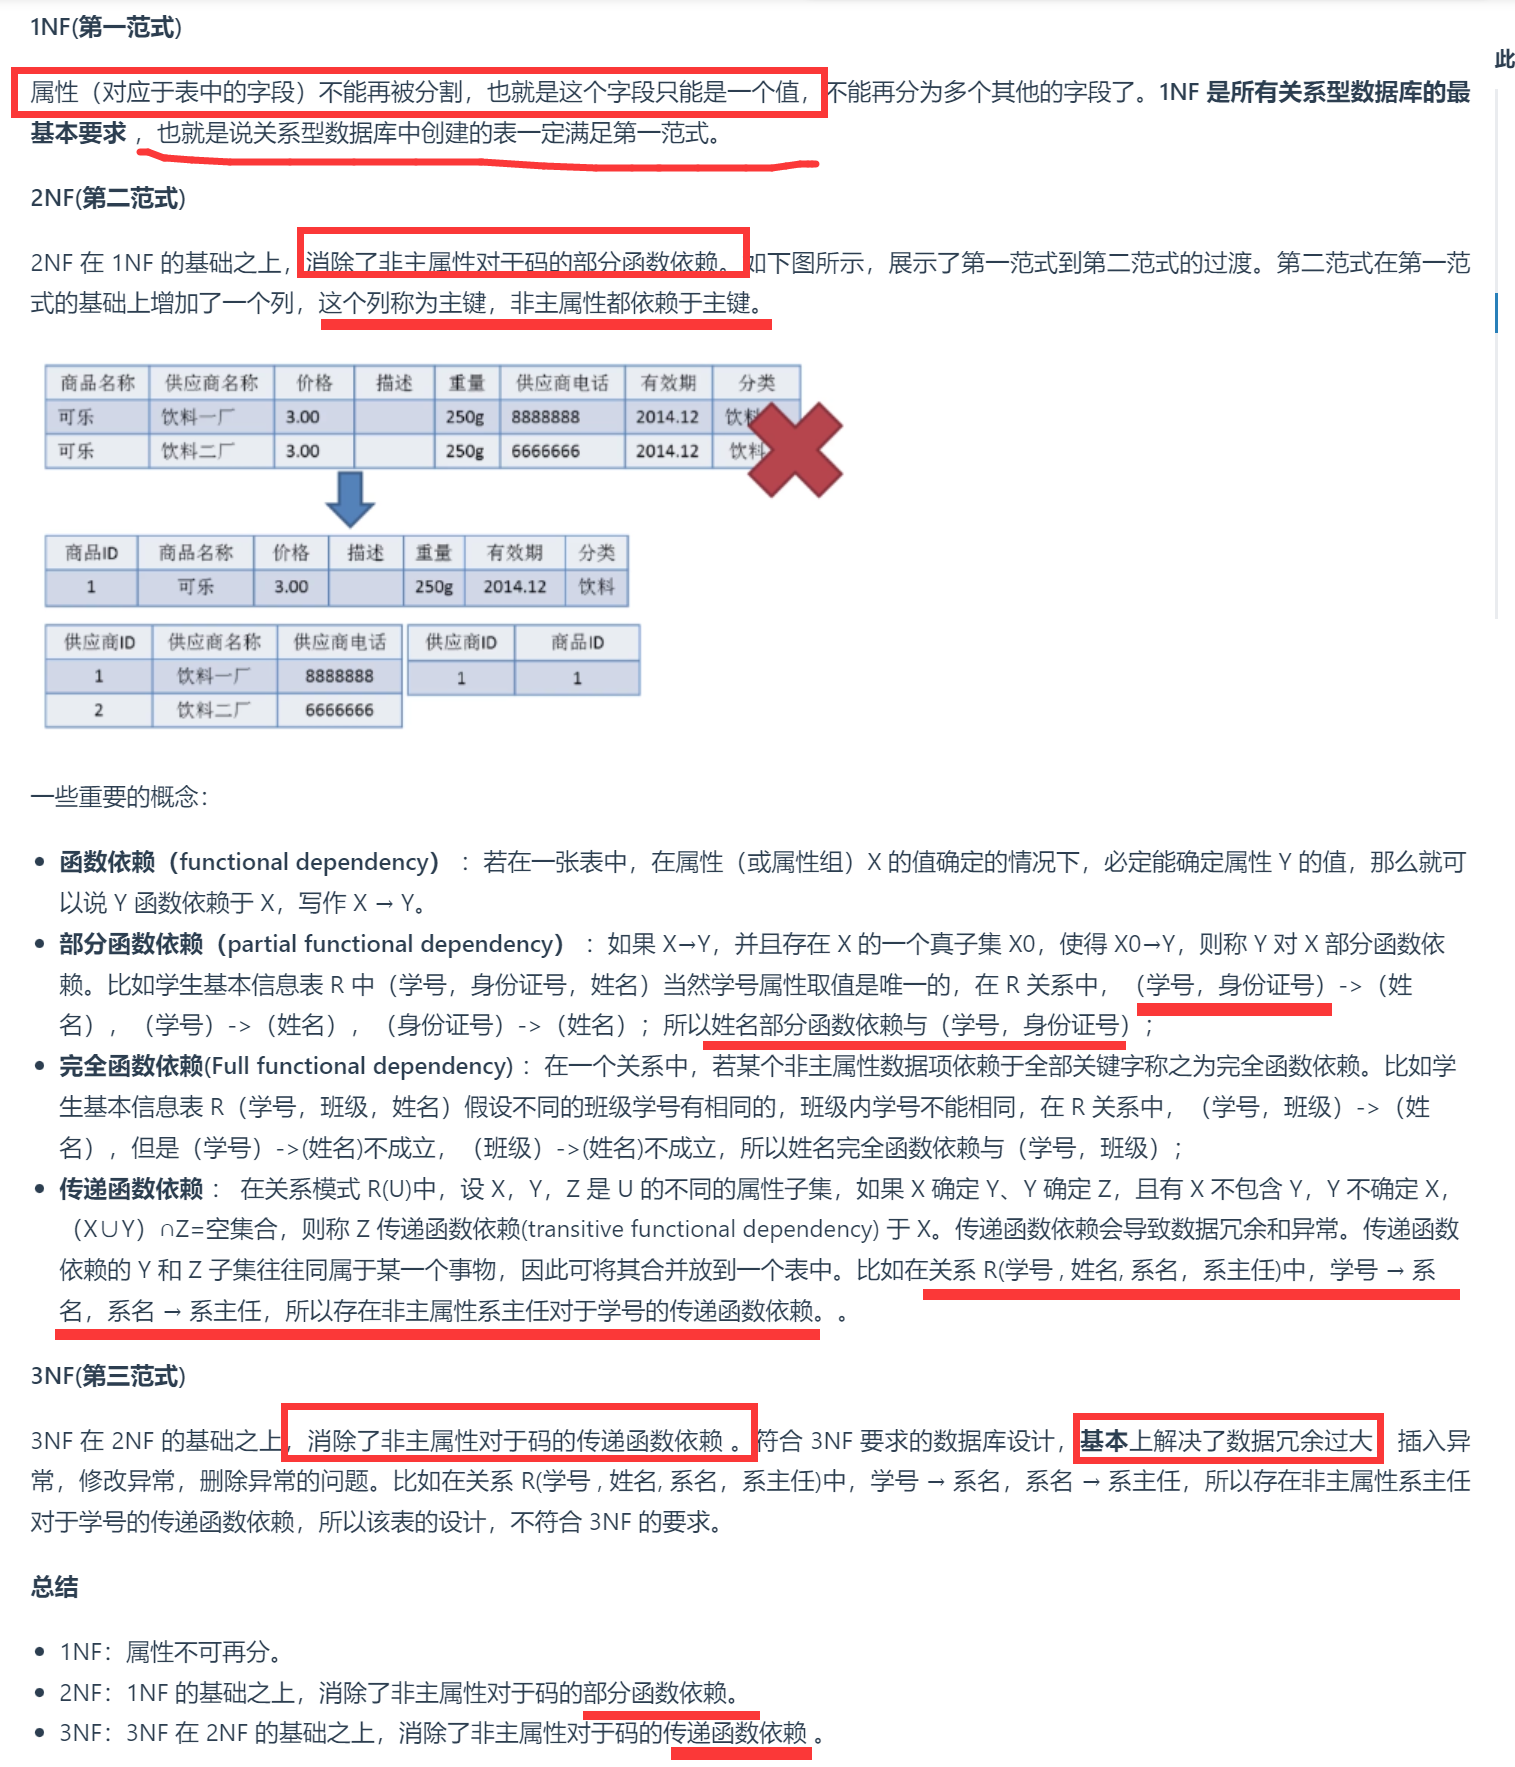 1NF(第一范式)
此
属性（对应于表中的字段）不能再被分割，也就是这个字段只能是一个值，不能再分为多个其他的字段了。1NF 是所有关系型数据库的最
基本要求 ，也就是说关系型数据库中创建的表一定满足第一范式。
2NF(第二范式)
2NF 在 1NF 的基础之上，消除了非主属性对于码的部分函数依赖。如下图所示，展示了第一范式到第二范式的过渡。第二范式在第一范
式的基础上增加了一个列，这个列称为主键，非主属性都依赖于主键。
商品名称 供应商名称 价格 描述 重量 供应商电话 有效期 分类
可乐 饮料一厂 3.00 250g 8888888 2014.12 饮料
可乐 饮料二厂 3.00 250g 6666666 2014.12 饮料
商品ID 商品名称 价格 描述 重量 有效期 分类
1 可乐 3.00 250g 2014.12 饮料
供应商ID 供应商名称 供应商电话 供应商ID 商品ID
1 饮料一厂 8888888 1 1
2 饮料二厂 6666666
一些重要的概念：
函数依赖（functional dependency） ：若在一张表中，在属性（或属性组）X 的值确定的情况下，必定能确定属性 Y 的值，那么就可
以说 Y 函数依赖于 X，写作 X → Y。
部分函数依赖（partial functional dependency） ：如果 X→Y，并且存在 X 的一个真子集 X0，使得 X0→Y，则称 Y 对 X 部分函数依
赖。比如学生基本信息表 R 中（学号，身份证号，姓名）当然学号属性取值是唯一的，在 R 关系中，（学号，身份证号）->（姓
名），（学号）->（姓名），（身份证号）->（姓名）；所以姓名部分函数依赖与（学号，身份证号）；
完全函数依赖(Full functional dependency) ：在一个关系中，若某个非主属性数据项依赖于全部关键字称之为完全函数依赖。比如学
生基本信息表 R（学号，班级，姓名）假设不同的班级学号有相同的，班级内学号不能相同，在 R 关系中，（学号，班级）->（姓
名），但是（学号）->(姓名)不成立，（班级）->(姓名)不成立，所以姓名完全函数依赖与（学号，班级）；
传递函数依赖 ： 在关系模式 R(U)中，设 X，Y，Z 是 U 的不同的属性子集，如果 X 确定 Y、Y 确定 Z，且有 X 不包含 Y，Y 不确定 X，
（X∪Y）∩Z=空集合，则称 Z 传递函数依赖(transitive functional dependency) 于 X。传递函数依赖会导致数据冗余和异常。传递函数
依赖的 Y 和 Z 子集往往同属于某一个事物，因此可将其合并放到一个表中。比如在关系 R(学号 , 姓名, 系名，系主任)中，学号 → 系
名，系名 → 系主任，所以存在非主属性系主任对于学号的传递函数依赖。。
3NF(第三范式)
3NF 在 2NF 的基础之上，消除了非主属性对于码的传递函数依赖 。符合 3NF 要求的数据库设计，基本上解决了数据冗余过大 插入异
常，修改异常，删除异常的问题。比如在关系 R(学号 , 姓名, 系名，系主任)中，学号 → 系名，系名 → 系主任，所以存在非主属性系主任
对于学号的传递函数依赖，所以该表的设计，不符合 3NF 的要求。
总结
1NF：属性不可再分。
2NF：1NF 的基础之上，消除了非主属性对于码的部分函数依赖。
3NF：3NF 在 2NF 的基础之上，消除了非主属性对于码的传递函数依赖 。